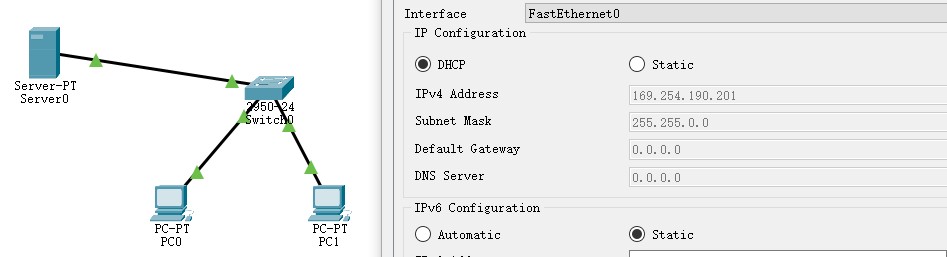 Server-PT
Server0
2950-24
Switch0
PC-PT
PC0
PC-PT
PC1
Interface
FastEthernet0
IP Configuration
DHCP
Static
IPv4 Address
169.254.190.201
Subnet Mask
255.255.0.0
Default Gateway
0.0.0.0
DNS Server
0.0.0.0
IPv6 Configuration
Automatic
Static